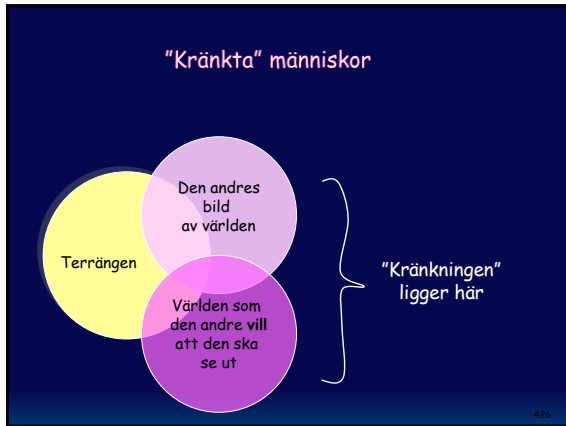 ”Kränkta” människor
Den andres
bild
av världen
Terrängen
”Kränkningen”
ligger här
Världen som
den andre vill
att den ska
se ut
426